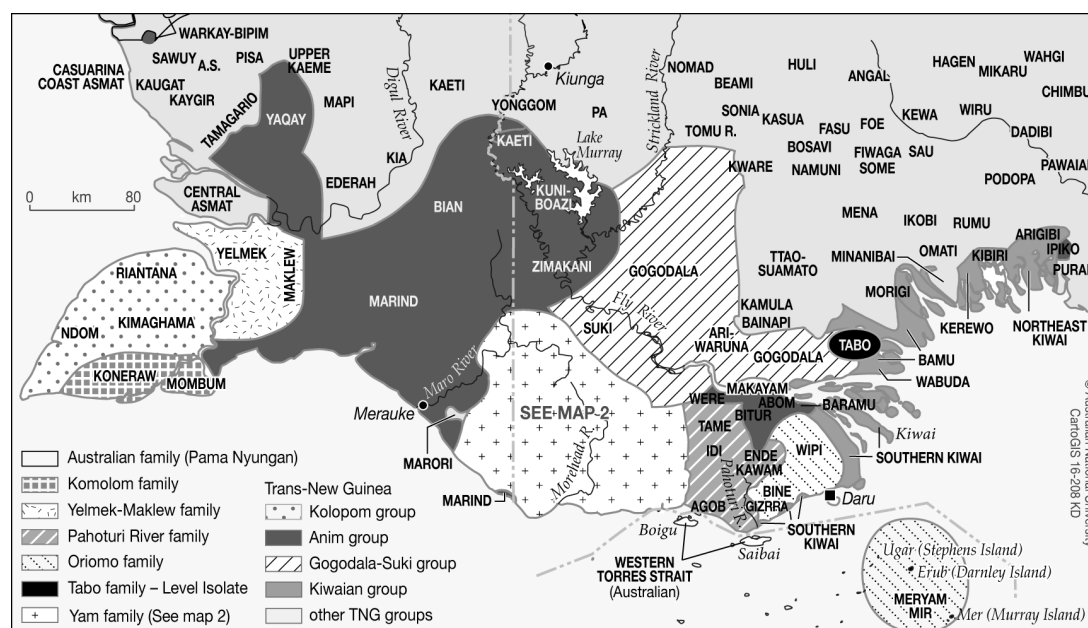 WARKAY-BIPIM
SAWUY
A.S.
PISA
UPPER
KAEME
CASUARINA
COAST ASMAT
KAUGAT
KAYGIR
TAMAGARIO
YAQAY
MAPI
Digul River
KAETI
Kiunga
YONGGOM
PA
Strickland River
NOMAD
HULI
HAGEN
WAHGI
MIKARU
ANGAL
BEAMI
CHIMBU
SONIA
KASUA
KEWA
WIRU
FOE
FASU
TOMU R.
DADIBI
BOSAVI
FIWAGA
SAU
SOME
NAMUNI
KWARE
PAWAIAN
PODOPA
KAETI
Lake
Murray
KIA
EDERAH
KUNI-
BOAZI
0 km 80
CENTRAL
ASMAT
BIAN
MENA
IKOBI
RUMU
ARIGIBI
OMATI
KIBIRI
IPIKO
MINANIBAI
PURARI
YELMEK
MAKLEW
ZIMAKANI
GOGODALA
TTAO-
SUAMATO
RIANTANA
MARIND
MORIGI
KIMAGHAMA
NDOM
Fly River
KAMULA
BAINAPI
SUKI
ARI-
WARUNA
GOGODALA
TABO
KEREWO
NORTHEAST
KIWAI
BAMU
WABUDA
KONERAW
MOMBUM
Maro River
Merauke
SEE MAP 2
WERE
MAKAYAM
ABOM
BITUR
BARAMU
Kiwai
TAME
IDI
ENDE
KAWAM
WIPI
SOUTHERN KIWAI
MARORI
Morehead R.
Pahoturi R.
MARIND
AGOB
BINE
GIZRRA
Daru
Boigu
SOUTHERN
KIWAI
Saibai
WESTERN
TORRES STRAIT
(Australian)
Ugar (Stephens Island)
Erub (Darnley Island)
MERYAM
MIR
Mer (Murray Island)
Australian family (Pama Nyungan)
Komolom family
Yelmek-Maklew family
Pahoturi River family
Oriomo family
Tabo family – Level Isolate
Yam family (See map 2)
Trans-New Guinea
Kolopom group
Anim group
Gogodala-Suki group
Kiwaian group
other TNG groups
© Australian National University
CartoGIS 16-208 KD